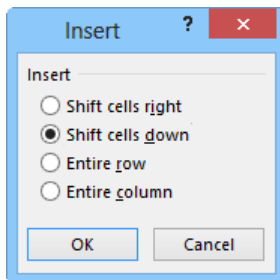 Insert ? ×
Insert
Shift cells right
Shift cells down
Entire row
Entire column
OK Cancel